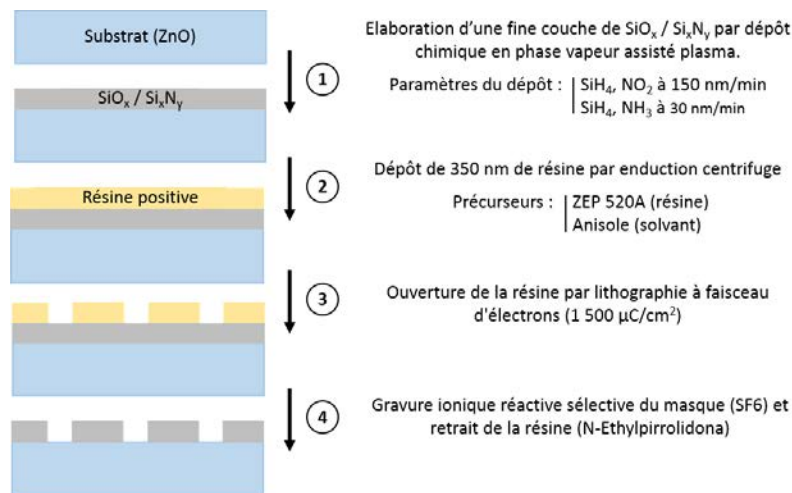 Substrat (ZnO)
Elaboration d'une fine couche de SiOx / SixNy par dépôt
chimique en phase vapeur assisté plasma.
1
Paramètres du dépôt : SiH4, NO2 à 150 nm/min
SiH4, NH3 à 30 nm/min
SiOx / SixNy
2
Dépôt de 350 nm de résine par enduction centrifuge
Résine positive
Précurseurs : ZEP 520A (résine)
Anisole (solvant)
3
Ouverture de la résine par lithographie à faisceau
d'électrons (1 500 µC/cm²)
4
Gravure ionique réactive sélective du masque (SF6) et
retrait de la résine (N-Ethylpirrolidona)